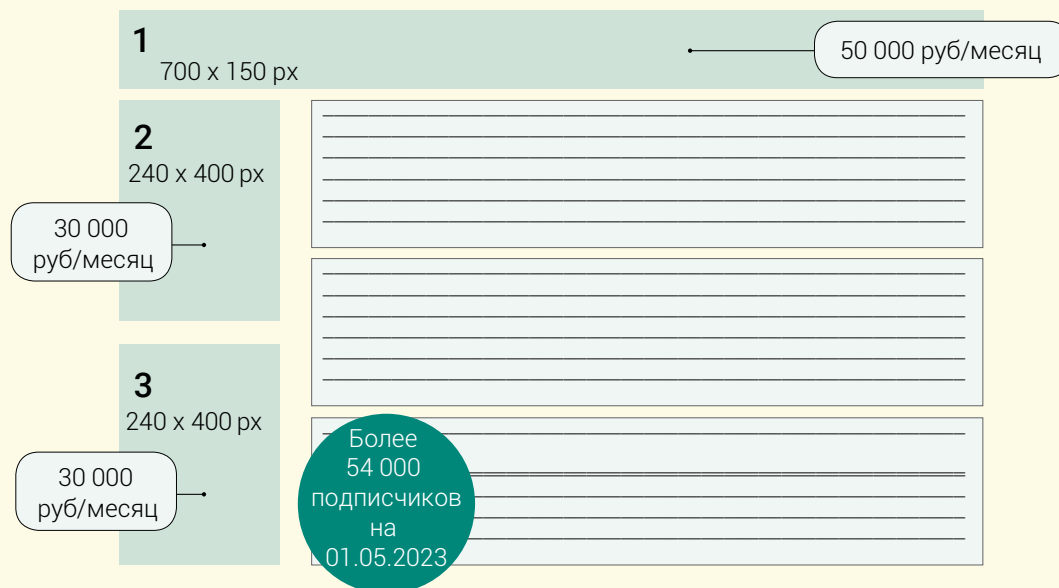 1
700 x 150 px
50 000 руб/месяц
2
240 x 400 px
30 000
руб/месяц
3
240 x 400 px
30 000
руб/месяц
Более
54 000
подписчиков
на
01.05.2023